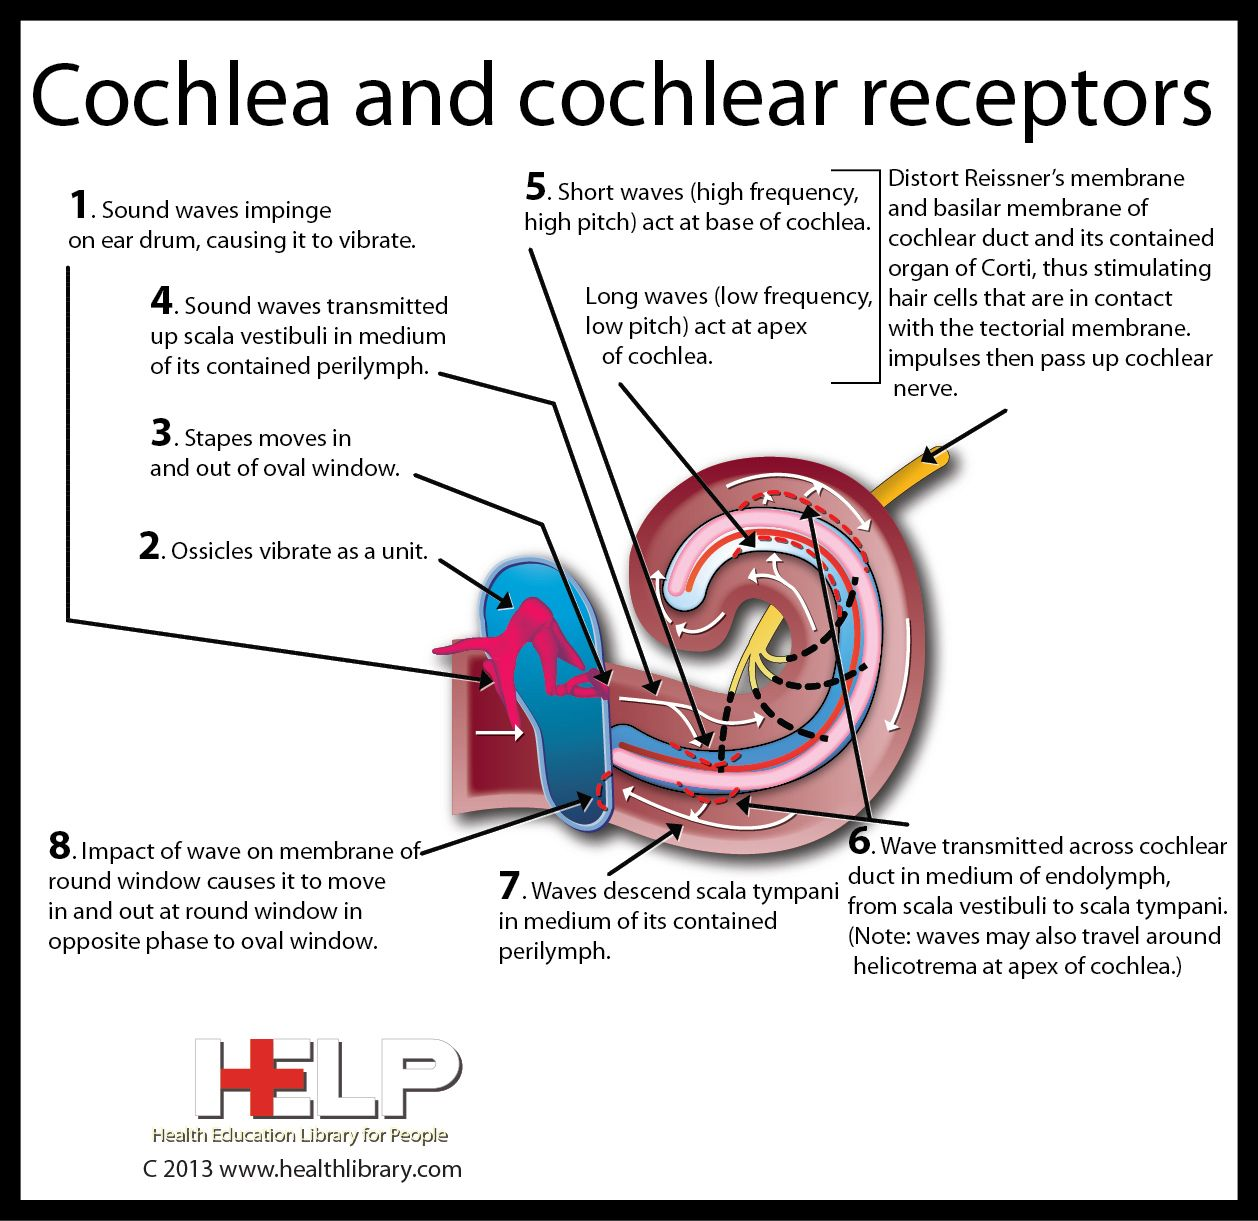 Cochlea and cochlear receptors
1. Sound waves impinge
on ear drum, causing it to vibrate.
4. Sound waves transmitted
up scala vestibuli in medium
of its contained perilymph.
3. Stapes moves in
and out of oval window.
2. Ossicles vibrate as a unit.
5. Short waves (high frequency,
high pitch) act at base of cochlea.
Long waves (low frequency,
low pitch) act at apex
of cochlea.
Distort Reissner's membrane
and basilar membrane of
cochlear duct and its contained
organ of Corti, thus stimulating
hair cells that are in contact
with the tectorial membrane.
impulses then pass up cochlear
nerve.
8. Impact of wave on membrane of
round window causes it to move
in and out at round window in
opposite phase to oval window.
7. Waves descend scala tympani
in medium of its contained
perilymph.
6. Wave transmitted across cochlear
duct in medium of endolymph,
from scala vestibuli to scala tympani.
(Note: waves may also travel around
helicotrema at apex of cochlea.)
HELP
Health Education Library for People
C 2013 www.healthlibrary.com